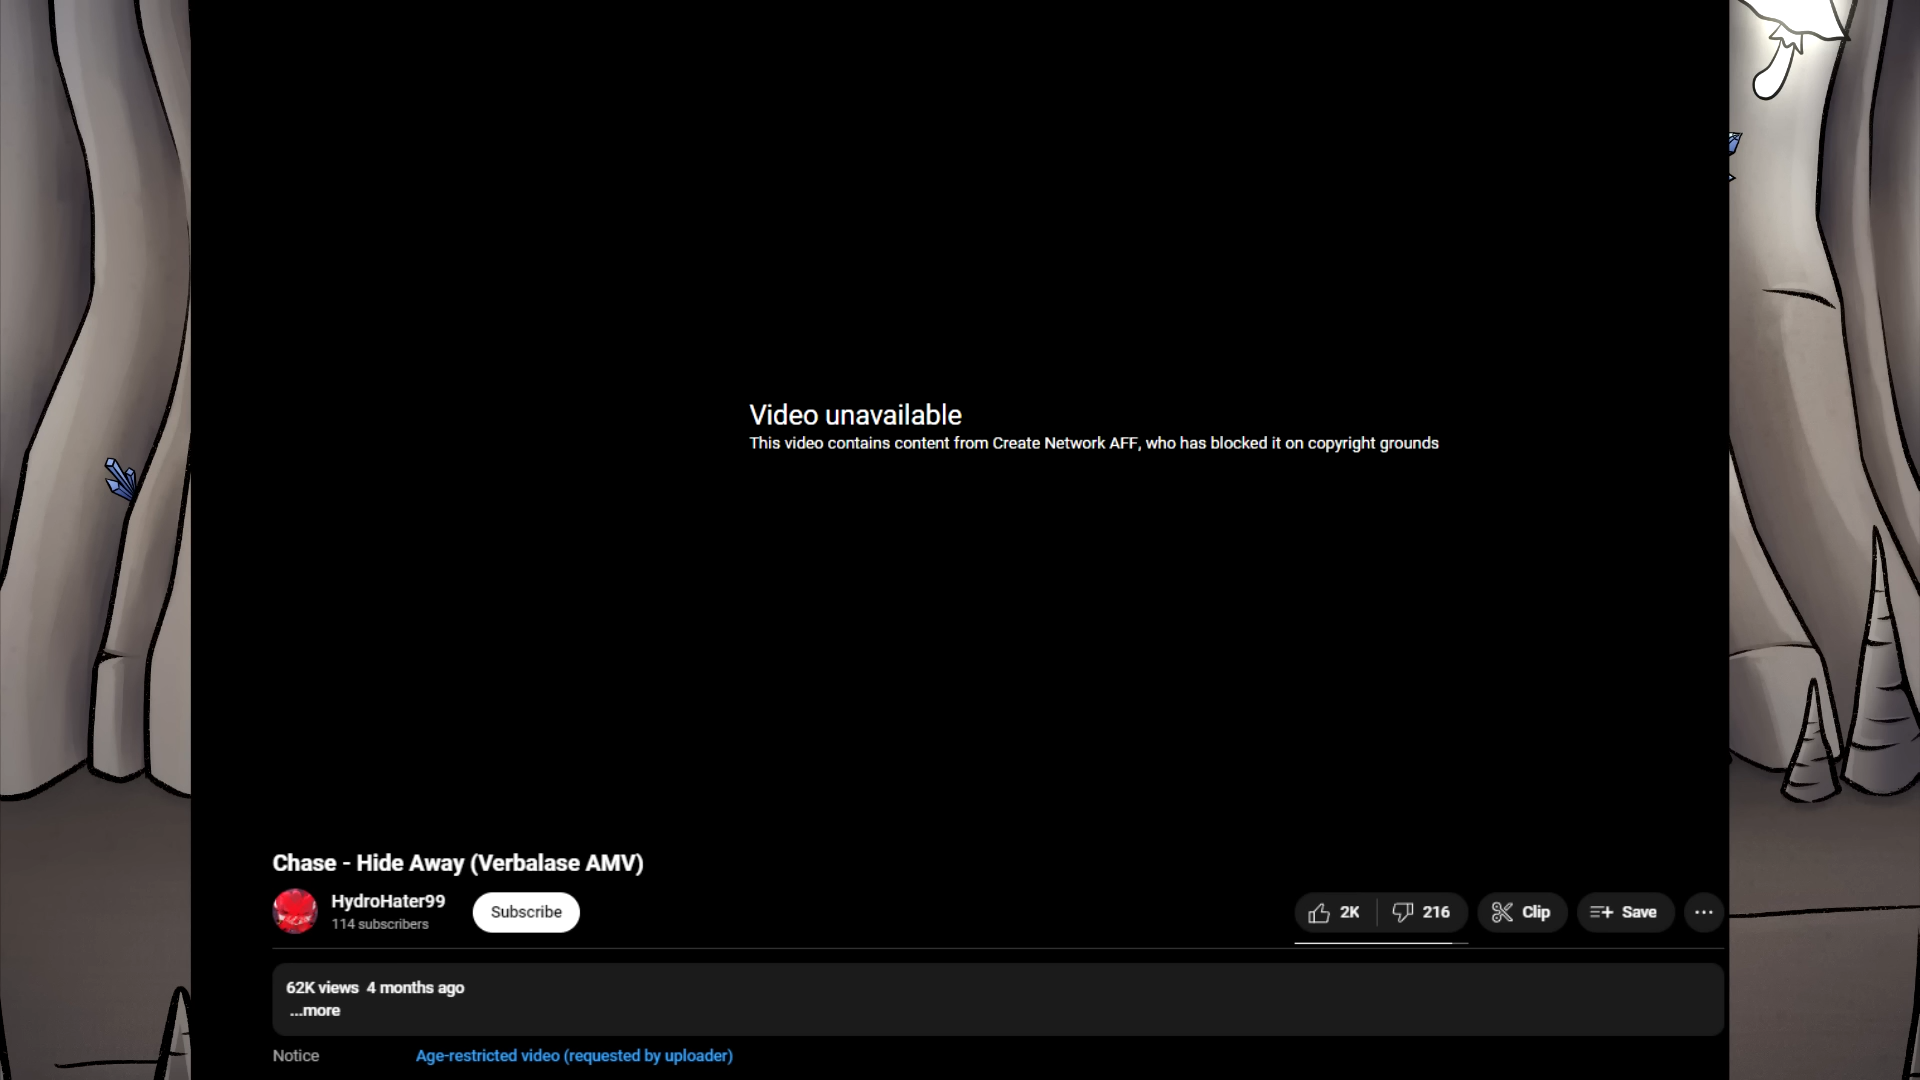 Video unavailable
This video contains content from Create Network AFF, who has blocked it on copyright grounds
Chase - Hide Away (Verbalase AMV)
HydroHater99
114 subscribers
Subscribe
2K
216
Clip
Save
62K views 4 months ago
...more
Notice
Age-restricted video (requested by uploader)